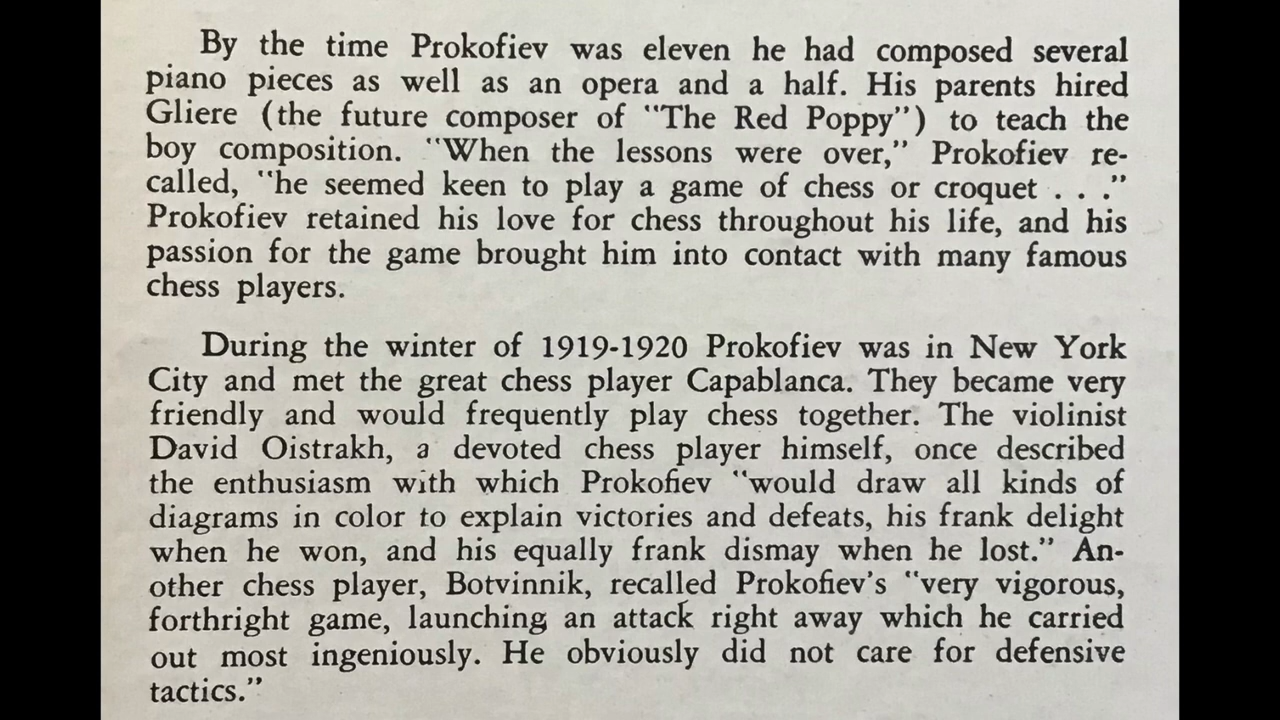 By the time Prokofiev was eleven he had composed several
piano pieces as well as an opera and a half. His parents hired
Gliere (the future composer of "The Red Poppy") to teach the
boy composition. "When the lessons were over," Prokofiev re-
called, "he seemed keen to play a game of chess or croquet . . ."
Prokofiev retained his love for chess throughout his life, and his
passion for the game brought him into contact with many famous
chess players.
During the winter of 1919-1920 Prokofiev was in New York
City and met the great chess player Capablanca. They became very
friendly and would frequently play chess together. The violinist
David Oistrakh, a devoted chess player himself, once described
the enthusiasm with which Prokofiev "would draw all kinds of
diagrams in color to explain victories and defeats, his frank delight
when he won, and his equally frank dismay when he lost." An-
other chess player, Botvinnik, recalled Prokofiev's "very vigorous,
forthright game, launching an attack right away which he carried
out most ingeniously. He obviously did not care for defensive
tactics."